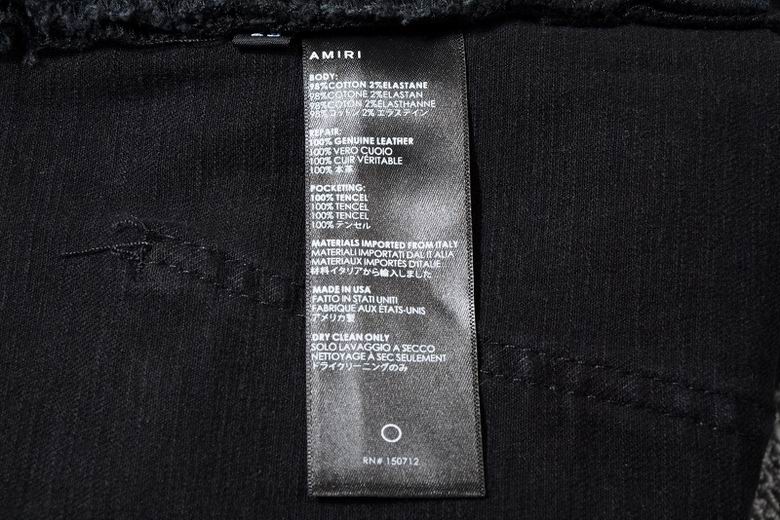 AMIRI
BODY:
98%COTTON 2%ELASTANE
98%COTONE 2%ELASTAN
98%COTON 2%ELASTHANNE
98%コットン 2% エラステイン
REPAIR:
100% GENUINE LEATHER
100% VERO CUOIO
100% CUIR VÉRITABLE
100% 本革
POCKETING:
100% TENCEL
100% TENCEL
100% TENCEL
100% テンセル
MATERIALS IMPORTED FROM ITALY
MATERIALI IMPORTATI DAL ITALIA
MATERIAUX IMPORTÉS D'ITALIE
材料イタリアから輸入しました
MADE IN USA
FATTO IN STATI UNITI
FABRIQUE AUX ÉTATS-UNIS
アメリカ製
DRY CLEAN ONLY
SOLO LAVAGGIO A SECCO
NETTOYAGE À SEC SEULEMENT
ドライクリーニングのみ
RN# 150712